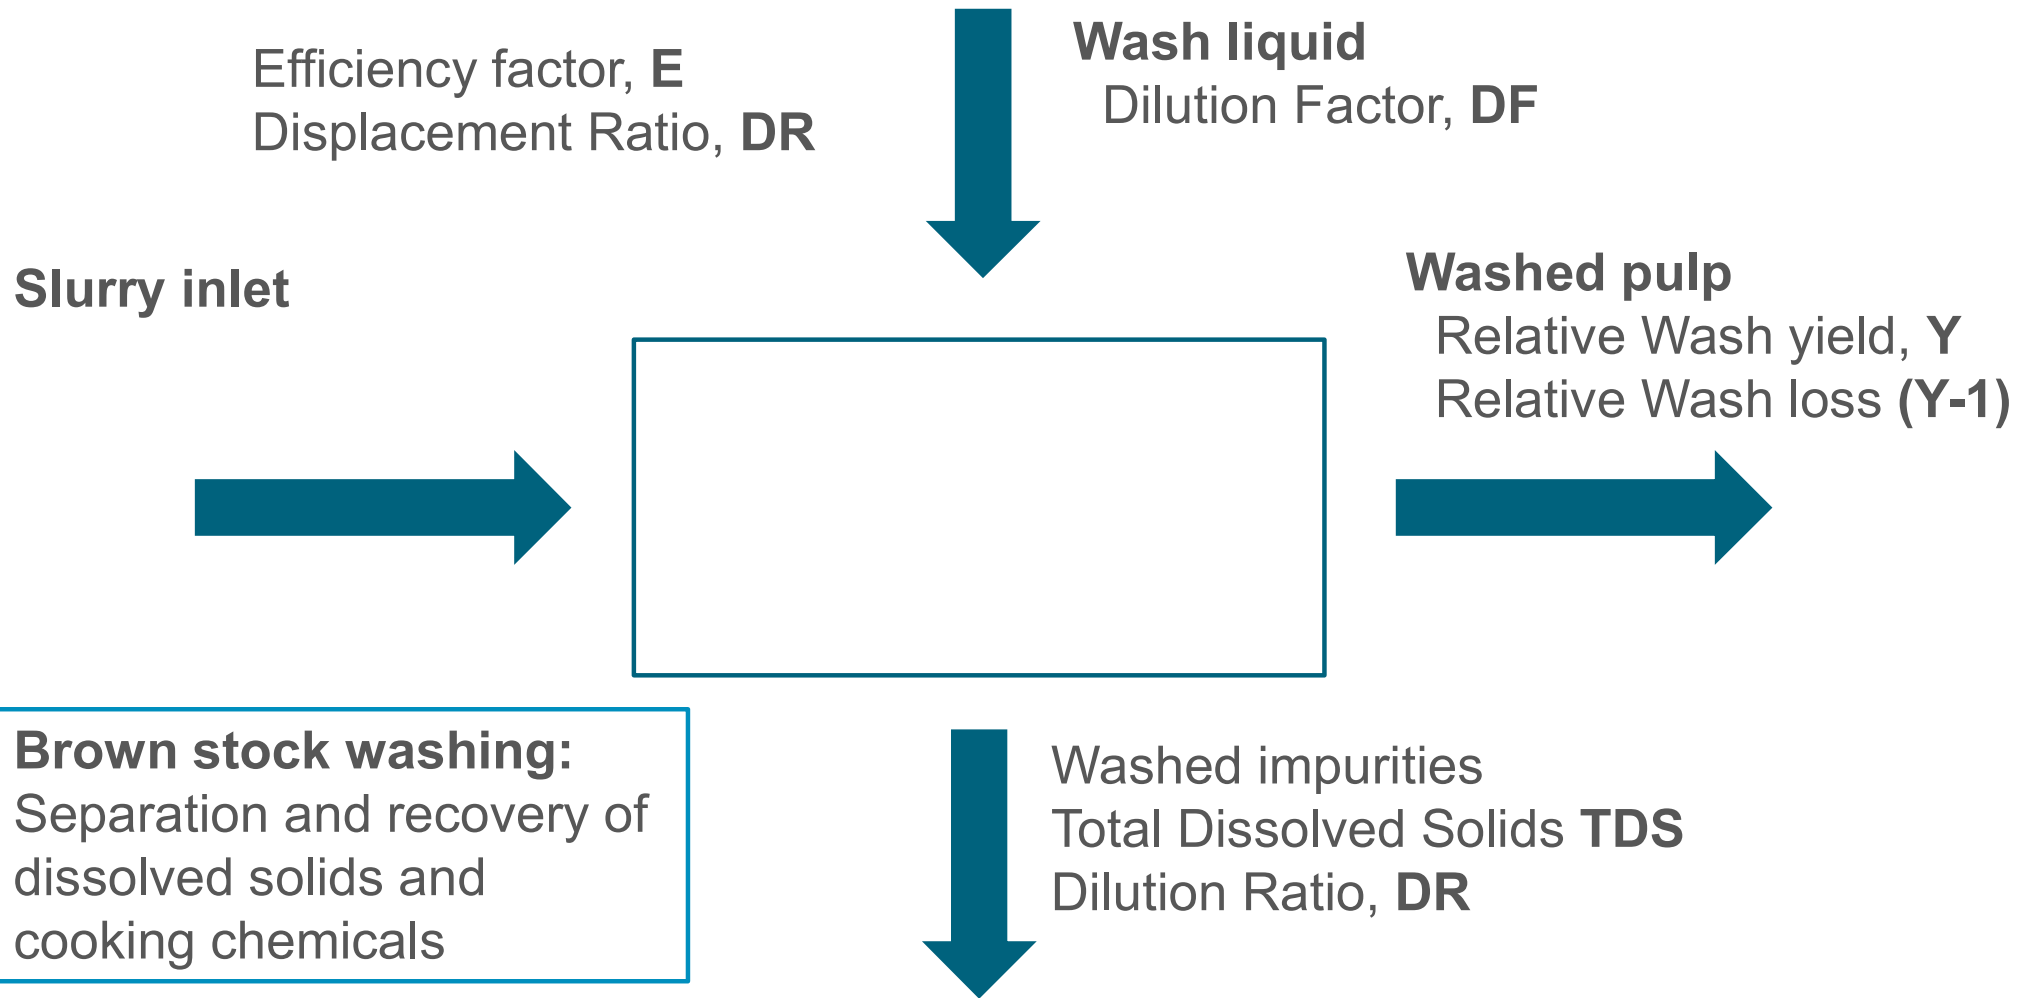 Efficiency factor, E
Displacement Ratio, DR
Wash liquid
Dilution Factor, DF
Slurry inlet
Washed pulp
Relative Wash yield, Y
Relative Wash loss (Y-1)
Brown stock washing:
Separation and recovery of
dissolved solids and
cooking chemicals
Washed impurities
Total Dissolved Solids TDS
Dilution Ratio, DR